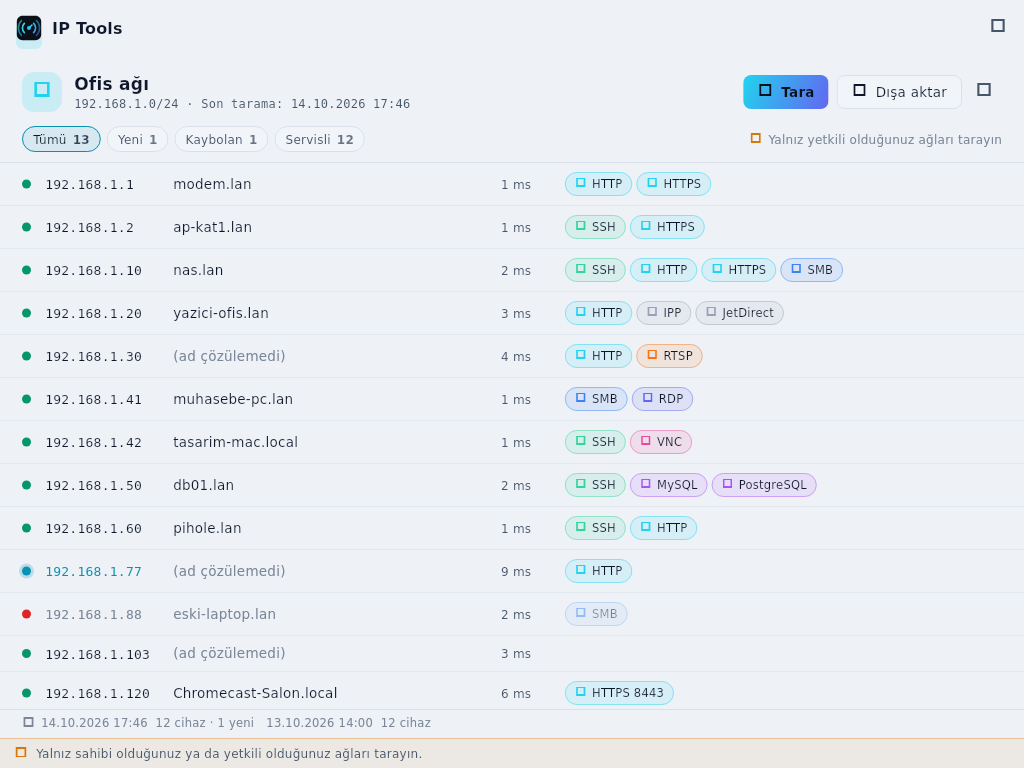 IP Tools
Ofis ağı
192.168.1.0/24 · Son tarama: 14.10.2026 17:46
Tara
Dışa aktar
Tümü 13 Yeni 1 Kaybolan 1 Servisli 12
Yalnız yetkili olduğunuz ağları tarayın
192.168.1.1 modem.lan 1 ms HTTP HTTPS
192.168.1.2 ap-kat1.lan 1 ms SSH HTTPS
192.168.1.10 nas.lan 2 ms SSH HTTP HTTPS SMB
192.168.1.20 yazici-ofis.lan 3 ms HTTP IPP JetDirect
192.168.1.30 (ad çözülemedi) 4 ms HTTP RTSP
192.168.1.41 muhasebe-pc.lan 1 ms SMB RDP
192.168.1.42 tasarim-mac.local 1 ms SSH VNC
192.168.1.50 db01.lan 2 ms SSH MySQL PostgreSQL
192.168.1.60 pihole.lan 1 ms SSH HTTP
192.168.1.77 (ad çözülemedi) 9 ms HTTP
192.168.1.88 eski-laptop.lan 2 ms SMB
192.168.1.103 (ad çözülemedi) 3 ms
192.168.1.120 Chromecast-Salon.local 6 ms HTTPS 8443
14.10.2026 17:46 12 cihaz · 1 yeni 13.10.2026 14:00 12 cihaz
Yalnız sahibi olduğunuz ya da yetkili olduğunuz ağları tarayın.